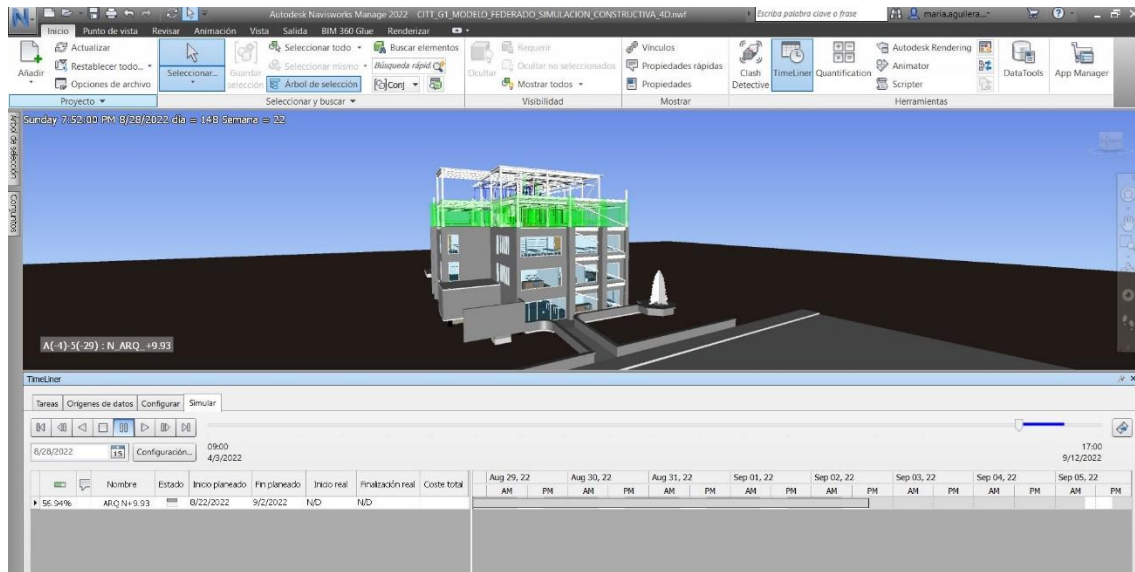 Autodesk Navisworks Manage 2022 CITT_G1_MODELO_FEDERADO_SIMULACION_CONSTRUCTIVA_4D.nwf
Escriba palabra clave o frase
maria.aguilera...
Inicio Punto de vista Revisar Animación Vista Salida BIM 360 Glue Renderizar
Añadir
Actualizar
Restablecer todo...
Opciones de archivo
Proyecto
Seleccionar...
Guardar selección
Seleccionar todo
Seleccionar mismo
Árbol de selección
Buscar elementos
Búsqueda rápid
Conj
Seleccionar y buscar
Ocultar
Requerir
Ocultar no seleccionados
Mostrar todos
Visibilidad
Vínculos
Propiedades rápidas
Propiedades
Mostrar
Clash Detective
TimeLiner
Quantification
Autodesk Rendering
Animator
Scripter
DataTools
App Manager
Herramientas
Árbol de selección
Conjuntos
Sunday 7:52:00 PM 8/28/2022 día = 148 Semana = 22
A(-4)-5(-29) : N_ARQ_+9.93
TimeLiner
Tareas Orígenes de datos Configurar Simular
8/28/2022
15
Configuración...
09:00
4/3/2022
17:00
9/12/2022
Nombre Estado Inicio planeado Fin planeado Inicio real Finalización real Coste total
56.94% ARQ N+9.93 8/22/2022 9/2/2022 N/D N/D
Aug 29, 22 Aug 30, 22 Aug 31, 22 Sep 01, 22 Sep 02, 22 Sep 03, 22 Sep 04, 22 Sep 05, 22
AM PM AM PM AM PM AM PM AM PM AM PM AM PM AM PM